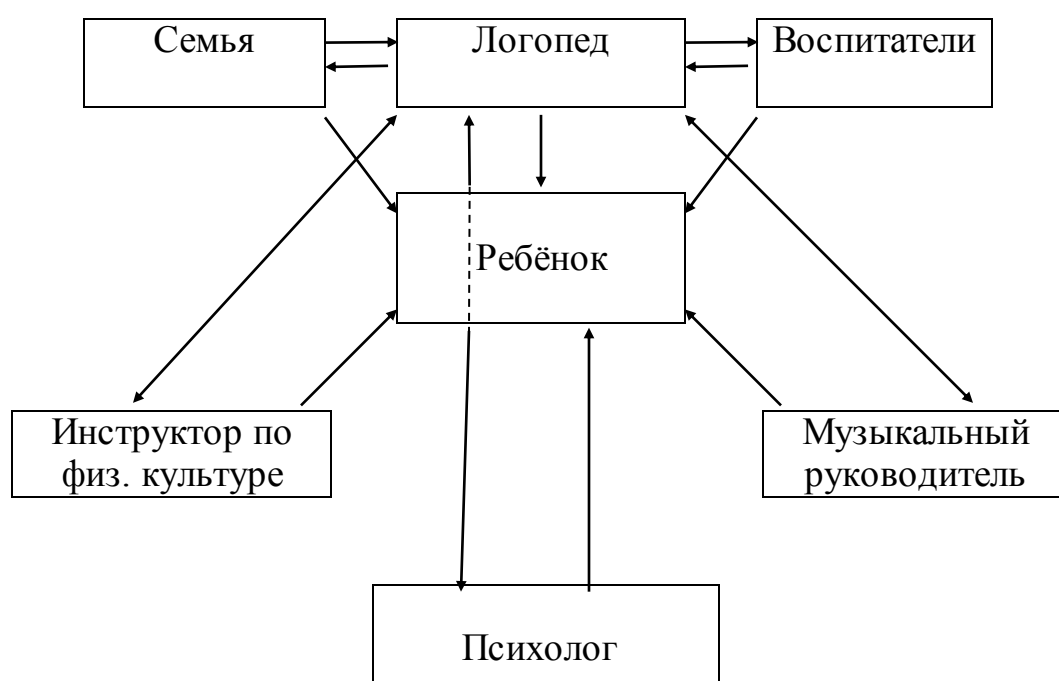 Семья
Логопед
Воспитатели
Ребёнок
Инструктор по
физ. культуре
Музыкальный
руководитель
Психолог